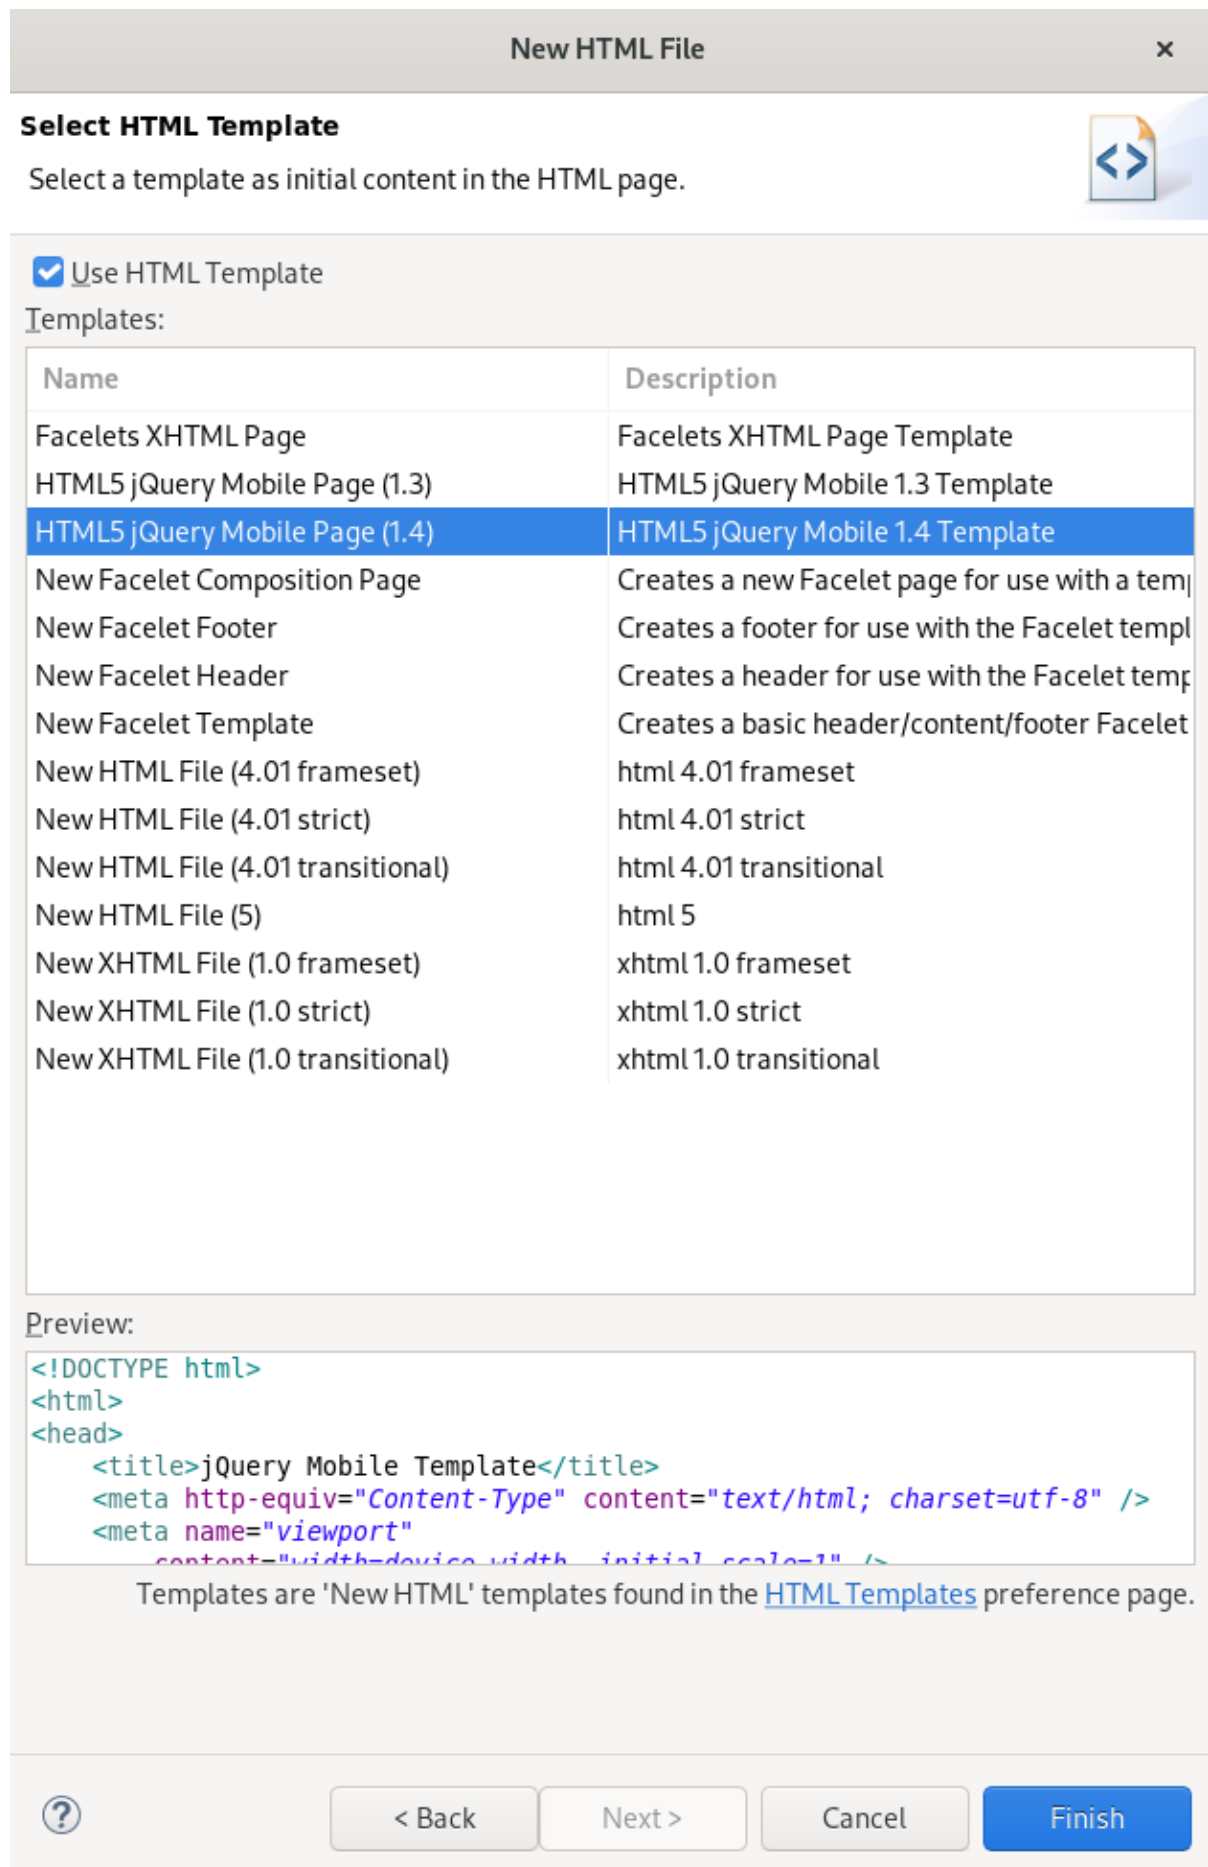 New HTML File
Select HTML Template
Select a template as initial content in the HTML page.
Use HTML Template
Templates:
Name Description
Facelets XHTML Page Facelets XHTML Page Template
HTML5 jQuery Mobile Page (1.3) HTML5 jQuery Mobile 1.3 Template
HTML5 jQuery Mobile Page (1.4) HTML5 jQuery Mobile 1.4 Template
New Facelet Composition Page Creates a new Facelet page for use with a
New Facelet Footer Creates a footer for use with the Facelet templ
New Facelet Header Creates a header for use with the Facelet
New Facelet Template Creates a basic header/content/footer Facelet
New HTML File (4.01 frameset) html 4.01 frameset
New HTML File (4.01 strict) html 4.01 strict
New HTML File (4.01 transitional) html 4.01 transitional
New HTML File (5) html 5
New XHTML File (1.0 frameset) xhtml 1.0 frameset
New XHTML File (1.0 strict) xhtml 1.0 strict
New XHTML File (1.0 transitional) xhtml 1.0 transitional
Preview:
<!DOCTYPE html>
<html>
<head>
<title>jQuery Mobile Template</title>
<meta http-equiv="Content-Type" content="text/html; charset=utf-8" />
<meta name="viewport"
content="width=device-width, initial-scale=1" />
Templates are 'New HTML' templates found in the HTML Templates preference page.
? < Back Next > Cancel Finish